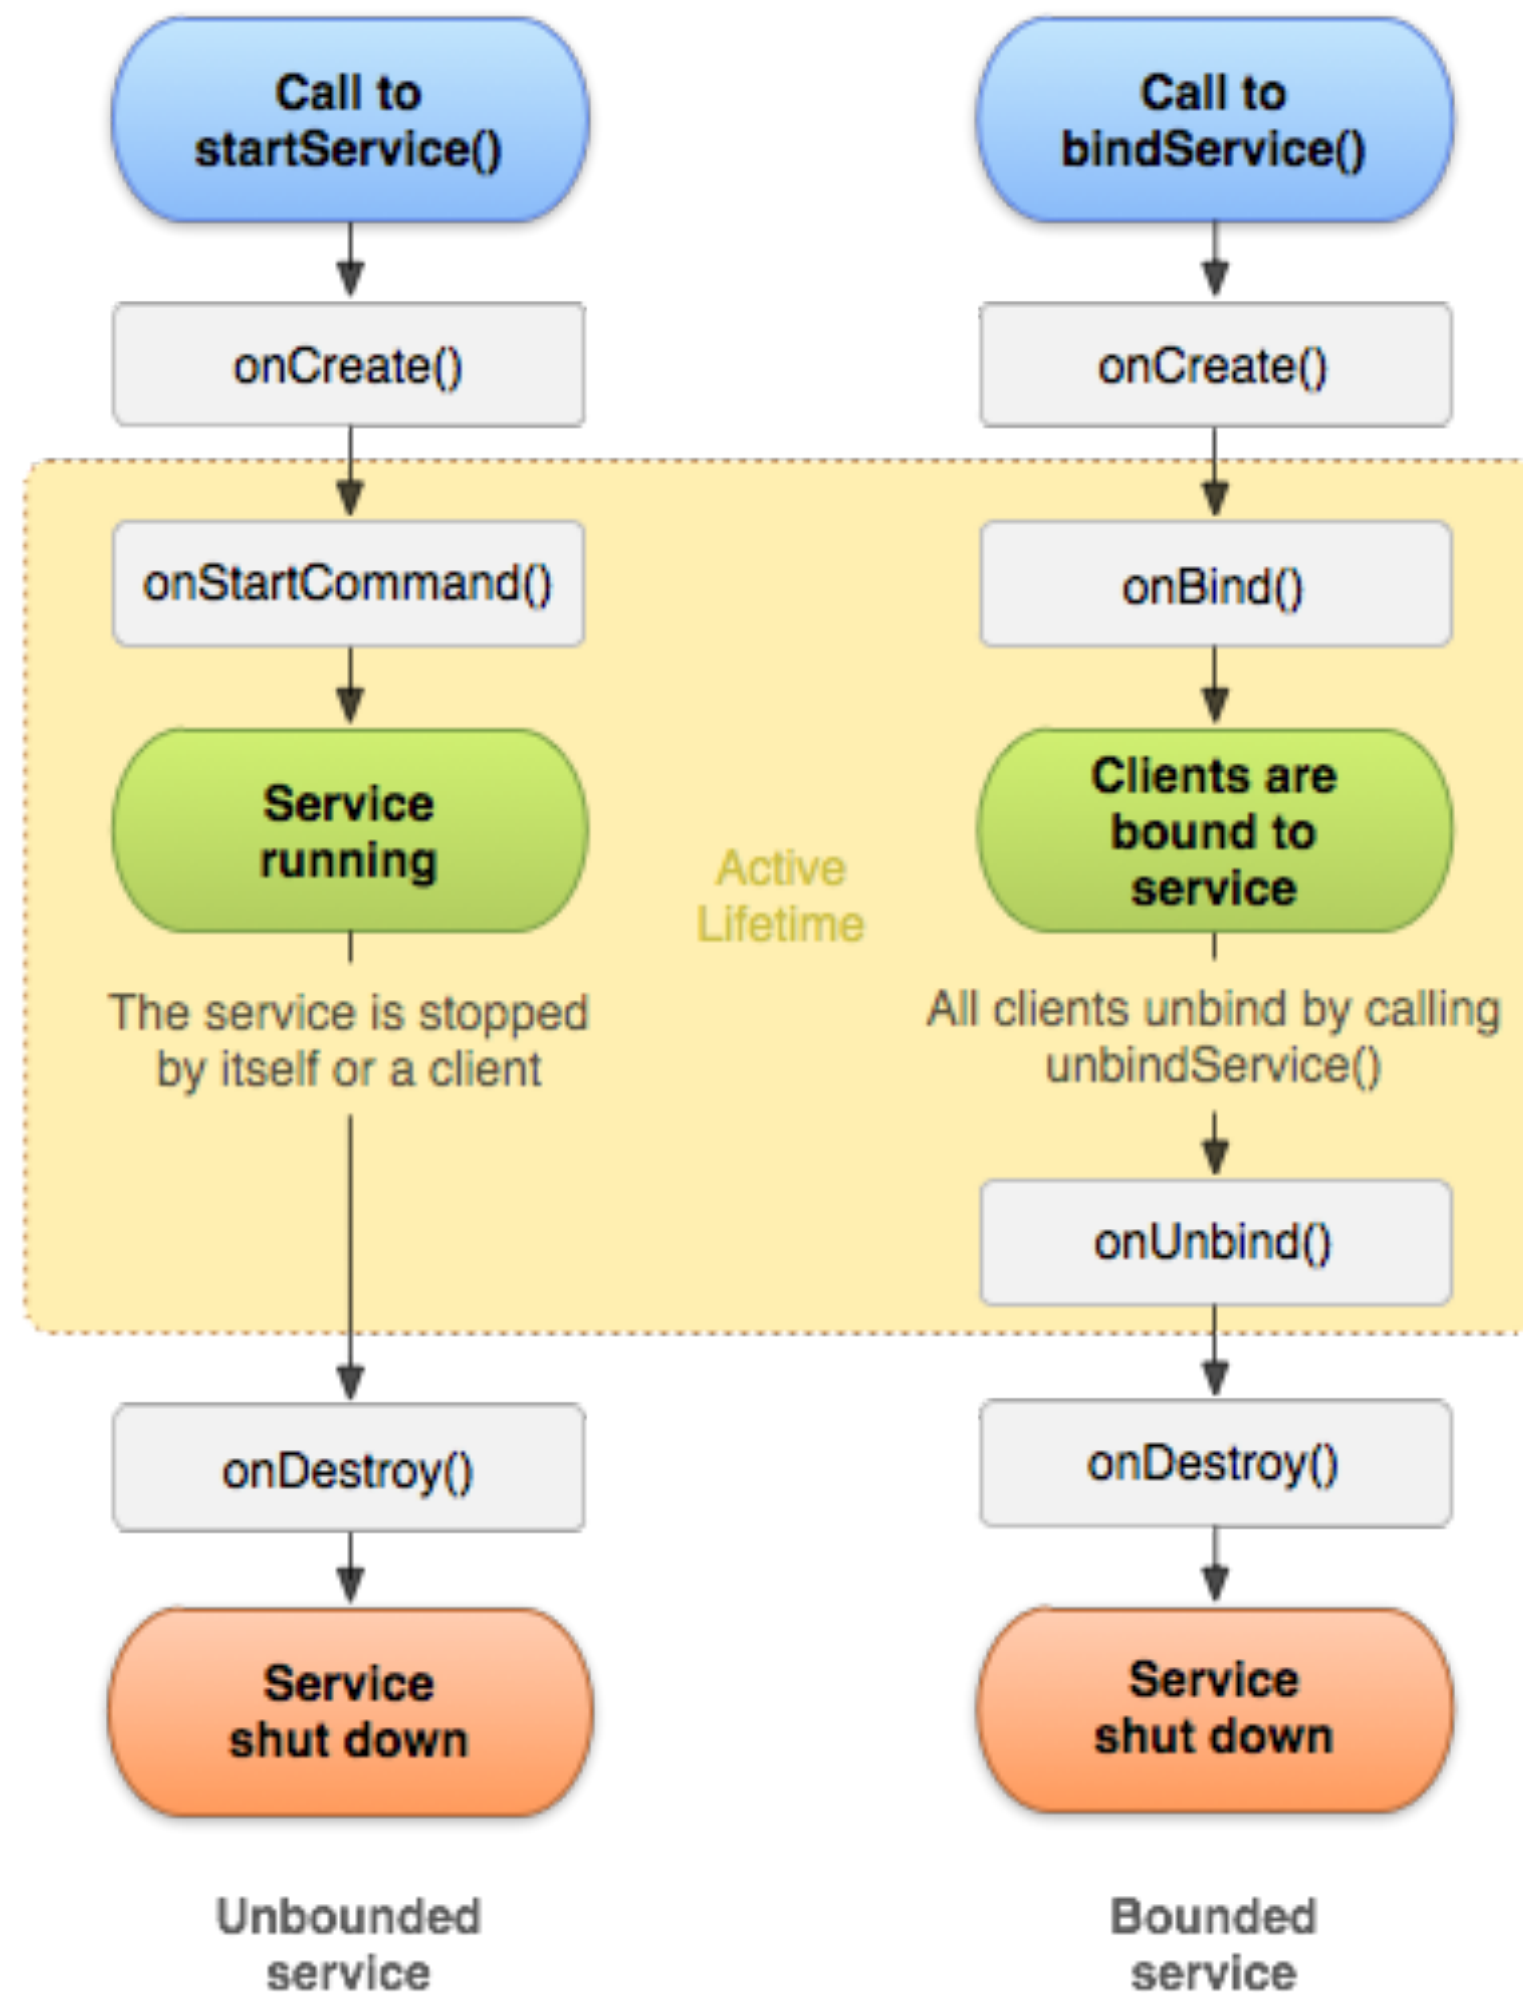 Call to
startService()
onCreate()
onStartCommand()
Service
running
The service is stopped
by itself or a client
onDestroy()
Service
shut down
Unbounded
service
Active
Lifetime
Call to
bindService()
onCreate()
onBind()
Clients are
bound to
service
All clients unbind by calling
unbindService()
onUnbind()
onDestroy()
Service
shut down
Bounded
service